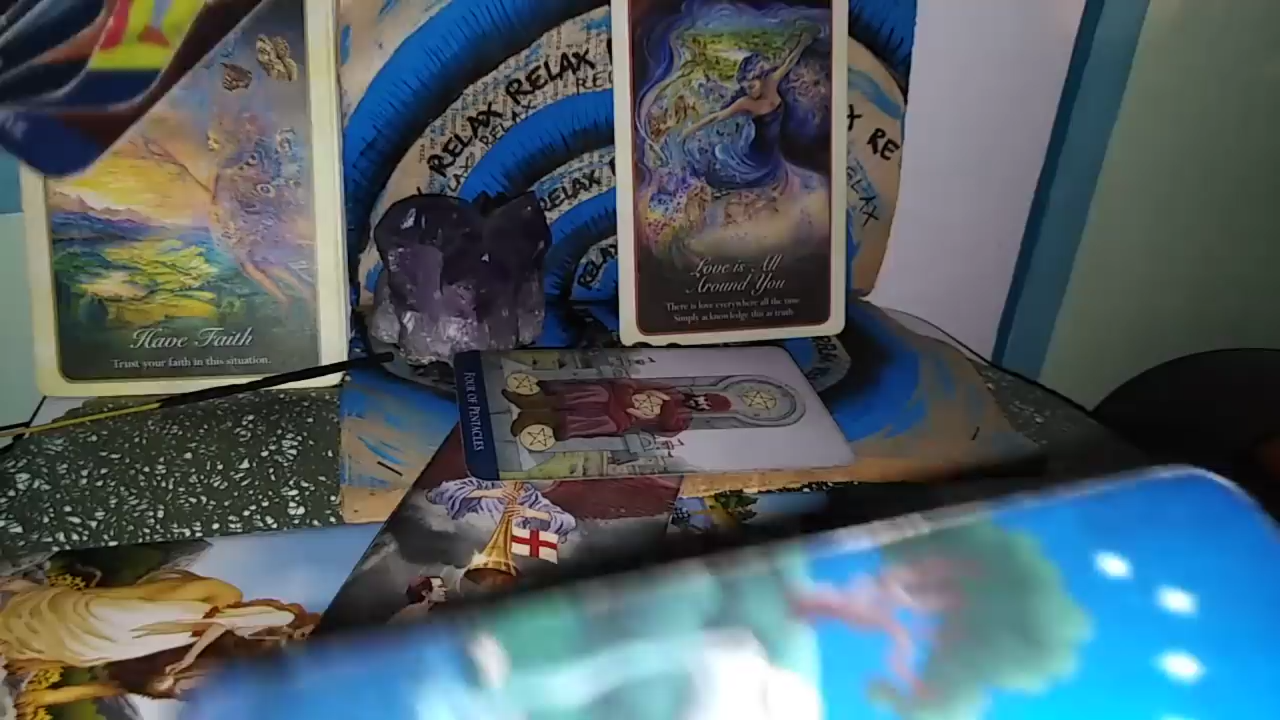 RELAX RELAX
RELAX
RE
RELAX
RELAX
RELAX
Love is All
Around You
There is love everywhere all the time
Simply acknowledge this as truth
Have Faith
Trust your faith in this situation.
FOUR OF PENTACLES